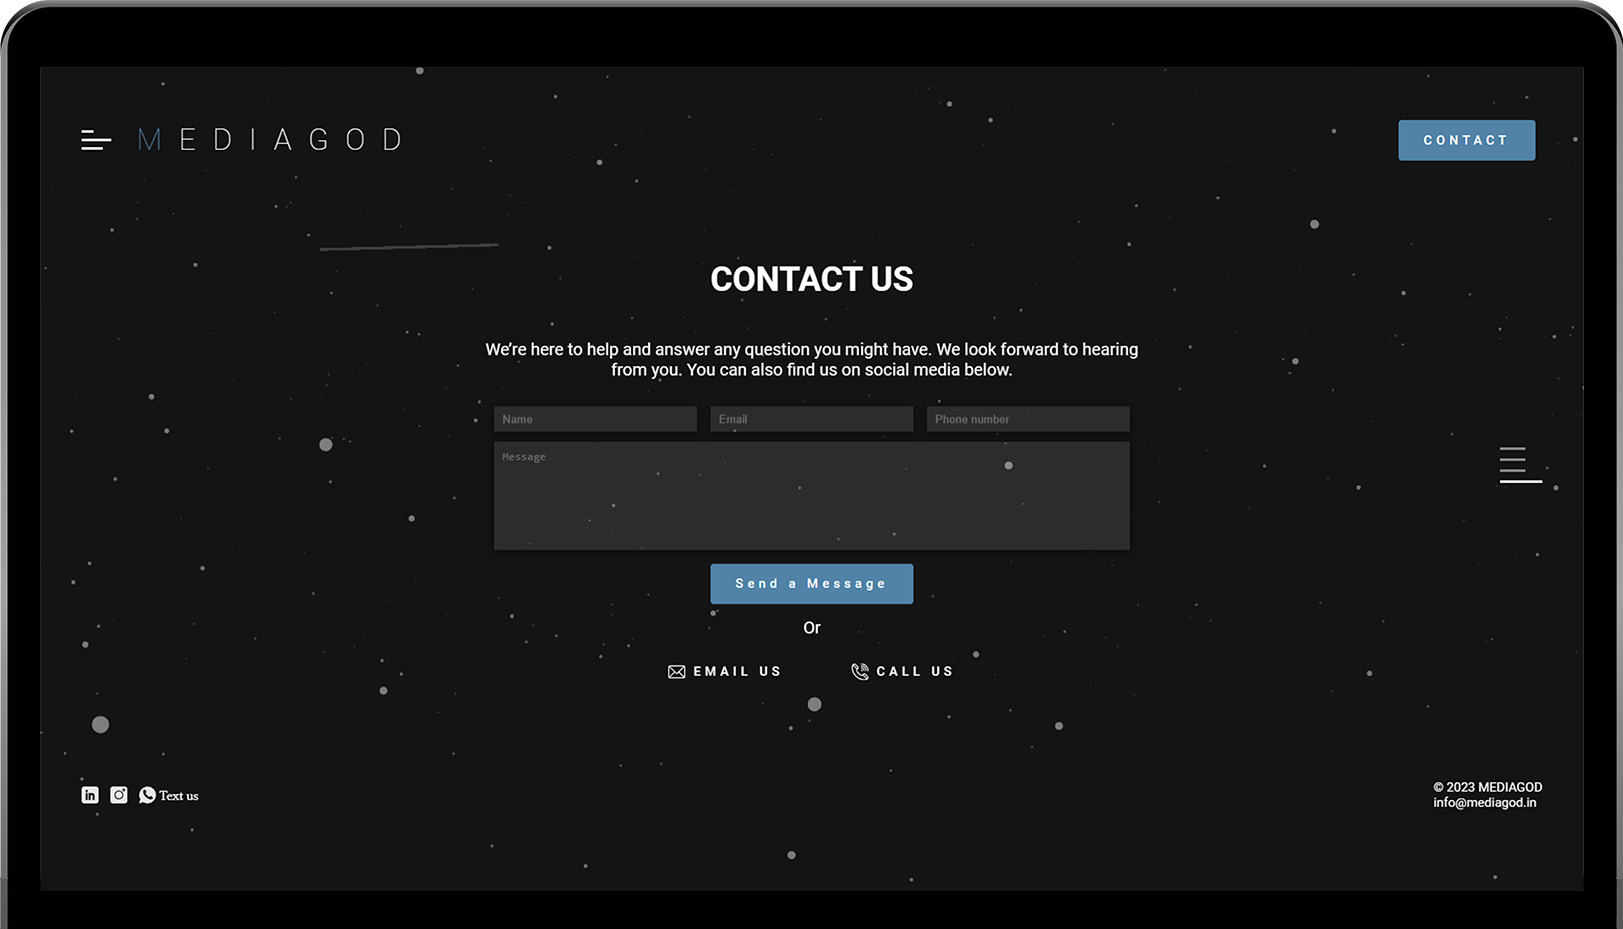 MEDIAGOD
CONTACT
CONTACT US
We're here to help and answer any question you might have. We look forward to hearing
from you. You can also find us on social media below.
Name
Email
Phone number
Message
Send a Message
Or
EMAIL US
CALL US
in
Text us
© 2023 MEDIAGOD
info@mediagod.in